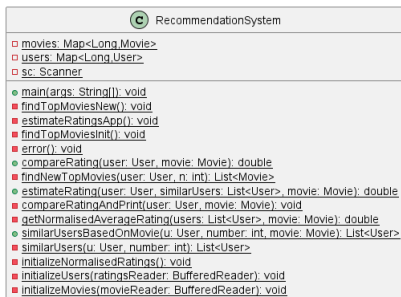 C RecommendationSystem
movies: Map<Long,Movie>
users: Map<Long,User>
sc: Scanner
main(args: String[]): void
findTopMoviesNew(): void
estimateRatingsApp(): void
findTopMoviesInit(): void
error(): void
compareRating(user: User, movie: Movie): double
findNewTopMovies(user: User, n: int): List<Movie>
estimateRating(user: User, similarUsers: List<User>, movie: Movie): double
compareRatingAndPrint(user: User, movie: Movie): void
getNormalisedAverageRating(users: List<User>, movie: Movie): double
similarUsersBasedOnMovie(u: User, number: int, movie: Movie): List<User>
similarUsers(u: User, number: int): List<User>
initializeNormalisedRatings(): void
initializeUsers(ratingsReader: BufferedReader): void
initializeMovies(movieReader: BufferedReader): void